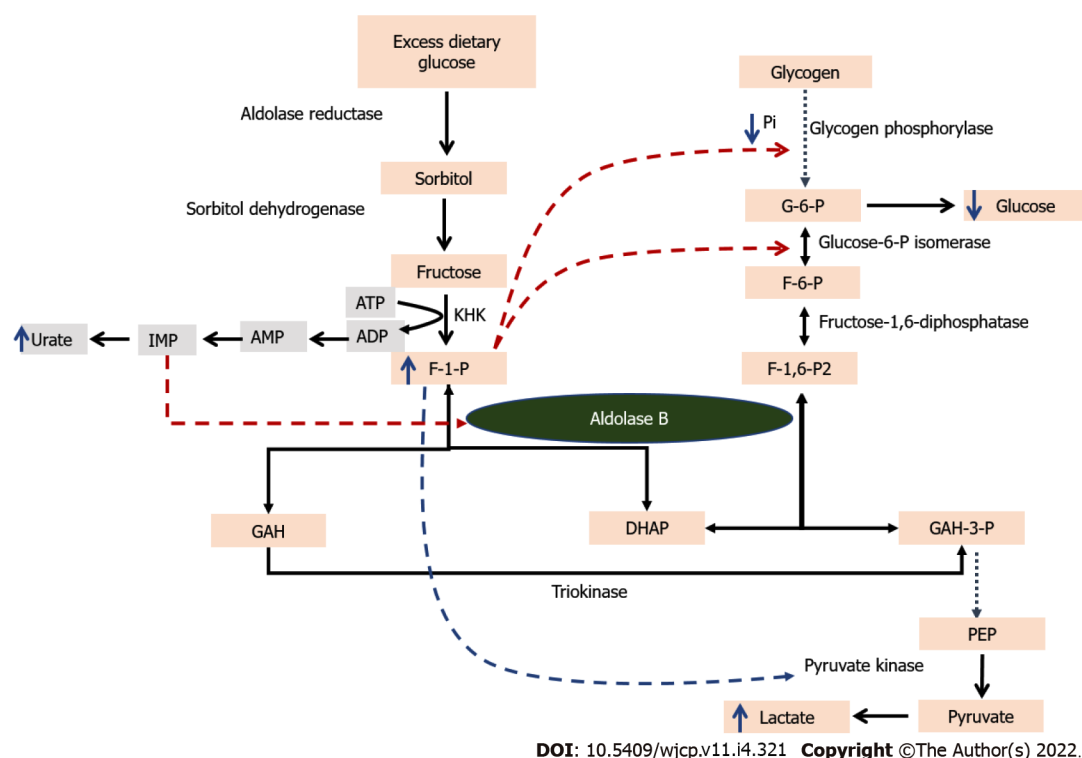 Excess dietary
glucose
Glycogen
Aldolase reductase
Pi
Glycogen phosphorylase
Sorbitol
Sorbitol dehydrogenase
G-6-P
Glucose
Glucose-6-P isomerase
Fructose
F-6-P
ATP
KHK
Fructose-1,6-diphosphatase
Urate
IMP
AMP
ADP
F-1-P
F-1,6-P2
Aldolase B
GAH
DHAP
GAH-3-P
Triokinase
PEP
Pyruvate kinase
Lactate
Pyruvate
DOI: 10.5409/wjcp.v11.i4.321 Copyright ©The Author(s) 2022.